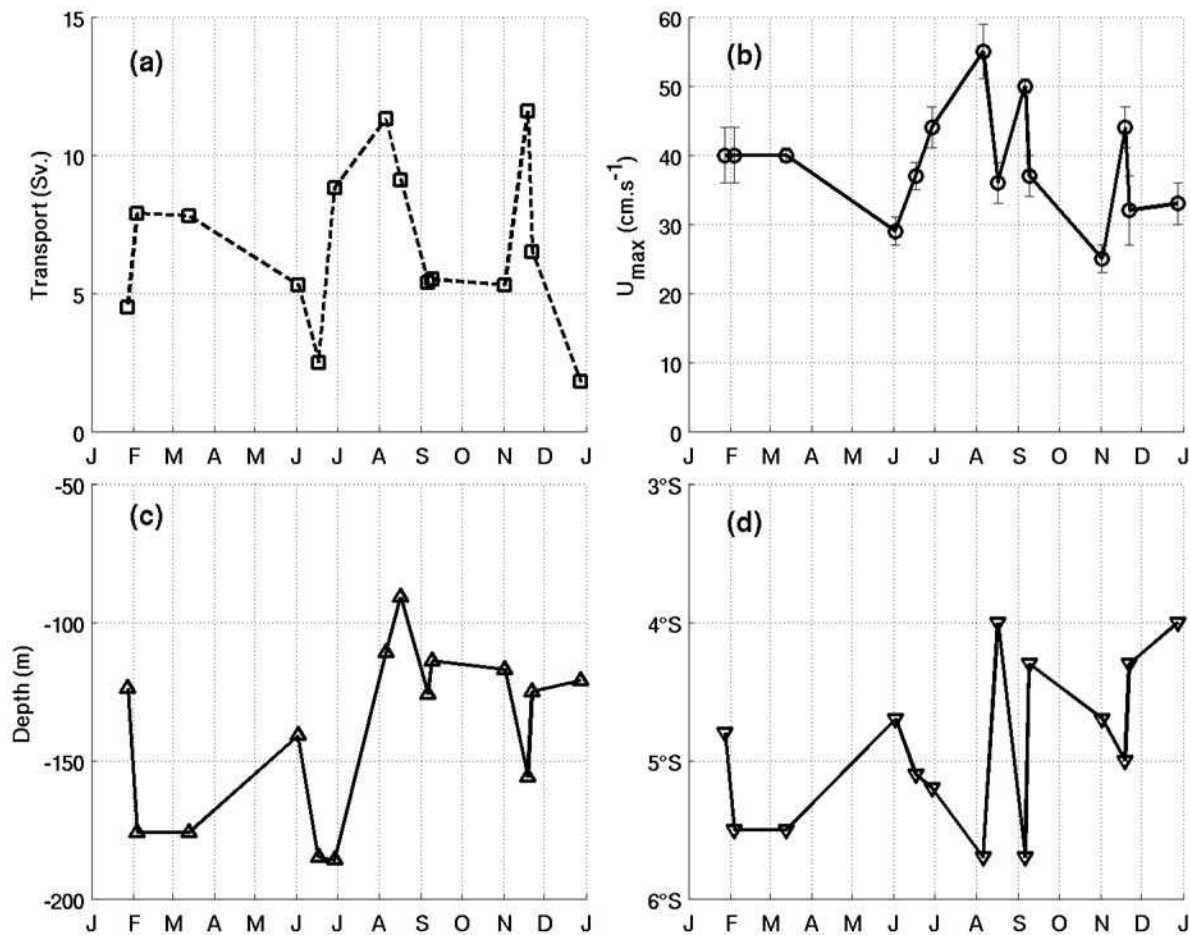 (a)
Transport (Sv.)
15
10
5
0
J F M A M J J A S O N D J
(b)
U_max (cm.s⁻¹)
60
50
40
30
20
30
10
0
J F M A M J J A S O N D J
(c)
Depth (m)
-50
-100
-150
-200
J F M A M J J A S O N D J
(d)
3°S
4°S
5°S
6°S
J F M A M J J A S O N D J